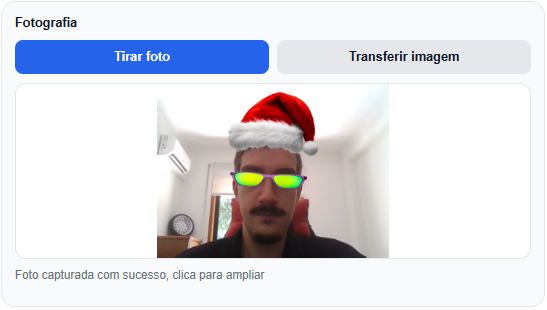 Fotografia
Tirar foto
Transferir imagem
Foto capturada com sucesso, clica para ampliar